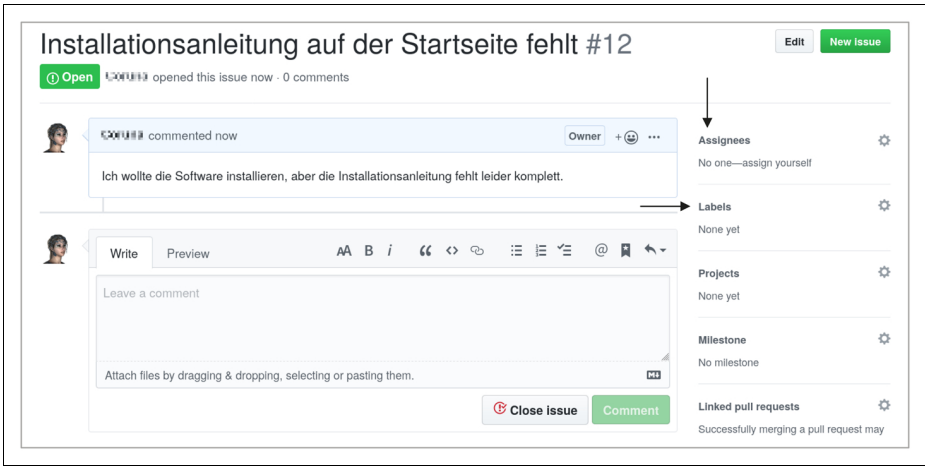 Installationsanleitung auf der Startseite fehlt #12
Edit
New issue
Open
opened this issue now · 0 comments
commented now
Owner
Ich wollte die Software installieren, aber die Installationsanleitung fehlt leider komplett.
Write
Preview
AA B i
Leave a comment
Attach files by dragging & dropping, selecting or pasting them.
Close issue
Comment
Assignees
No one—assign yourself
Labels
None yet
Projects
None yet
Milestone
No milestone
Linked pull requests
Successfully merging a pull request may